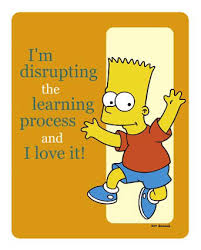 I'm
disrupting
the
learning
process
and
I love it!